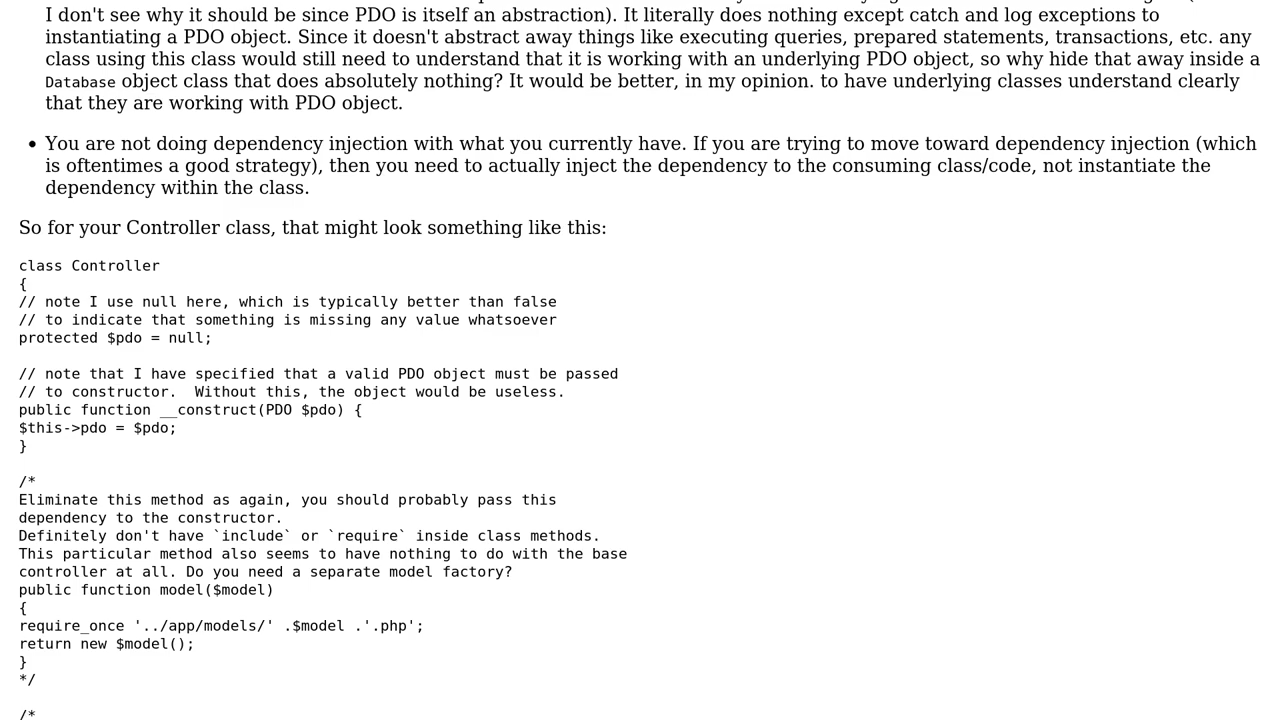 I don't see why it should be since PDO is itself an abstraction). It literally does nothing except catch and log exceptions to
instantiating a PDO object. Since it doesn't abstract away things like executing queries, prepared statements, transactions, etc. any
class using this class would still need to understand that it is working with an underlying PDO object, so why hide that away inside a
Database object class that does absolutely nothing? It would be better, in my opinion. to have underlying classes understand clearly
that they are working with PDO object.
• You are not doing dependency injection with what you currently have. If you are trying to move toward dependency injection (which
is oftentimes a good strategy), then you need to actually inject the dependency to the consuming class/code, not instantiate the
dependency within the class.
So for your Controller class, that might look something like this:
class Controller
{
// note I use null here, which is typically better than false
// to indicate that something is missing any value whatsoever
protected $pdo = null;
// note that I have specified that a valid PDO object must be passed
// to constructor.  Without this, the object would be useless.
public function __construct(PDO $pdo) {
$this->pdo = $pdo;
}
/*
Eliminate this method as again, you should probably pass this
dependency to the constructor.
Definitely don't have `include` or `require` inside class methods.
This particular method also seems to have nothing to do with the base
controller at all. Do you need a separate model factory?
public function model($model)
{
require_once '../app/models/' .$model .'.php';
return new $model();
}
*/
/*